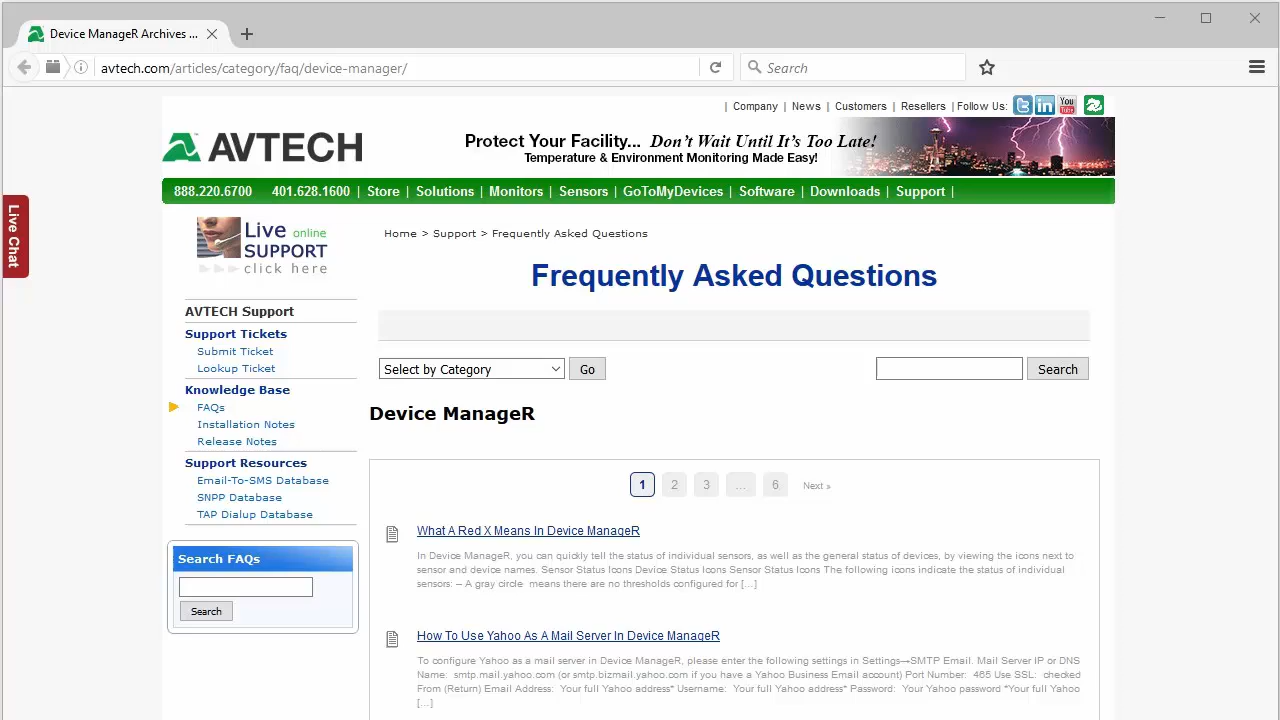 Device ManageR Archives ...
avtech.com/articles/category/faq/device-manager/
Search
| Company | News | Customers | Resellers | Follow Us:
You Tube
AVTECH
Protect Your Facility... Don't Wait Until It's Too Late!
Temperature & Environment Monitoring Made Easy!
888.220.6700 401.628.1600 | Store | Solutions | Monitors | Sensors | GoToMyDevices | Software | Downloads | Support |
Live Chat
Live online
SUPPORT
click here
AVTECH Support
Support Tickets
Submit Ticket
Lookup Ticket
Knowledge Base
FAQs
Installation Notes
Release Notes
Support Resources
Email-To-SMS Database
SNPP Database
TAP Dialup Database
Search FAQs
Search
Home > Support > Frequently Asked Questions
Frequently Asked Questions
Select by Category Go Search
Device ManageR
1 2 3 ... 6 Next »
What A Red X Means In Device ManageR
In Device ManageR, you can quickly tell the status of individual sensors, as well as the general status of devices, by viewing the icons next to
sensor and device names. Sensor Status Icons Device Status Icons Sensor Status Icons The following icons indicate the status of individual
sensors: – A gray circle means there are no thresholds configured for [...]
How To Use Yahoo As A Mail Server In Device ManageR
To configure Yahoo as a mail server in Device ManageR, please enter the following settings in Settings→SMTP Email. Mail Server IP or DNS
Name: smtp.mail.yahoo.com (or smtp.bizmail.yahoo.com if you have a Yahoo Business Email account) Port Number: 465 Use SSL: checked
From (Return) Email Address: Your full Yahoo address* Username: Your full Yahoo address* Password: Your Yahoo password *Your full Yahoo
[...]